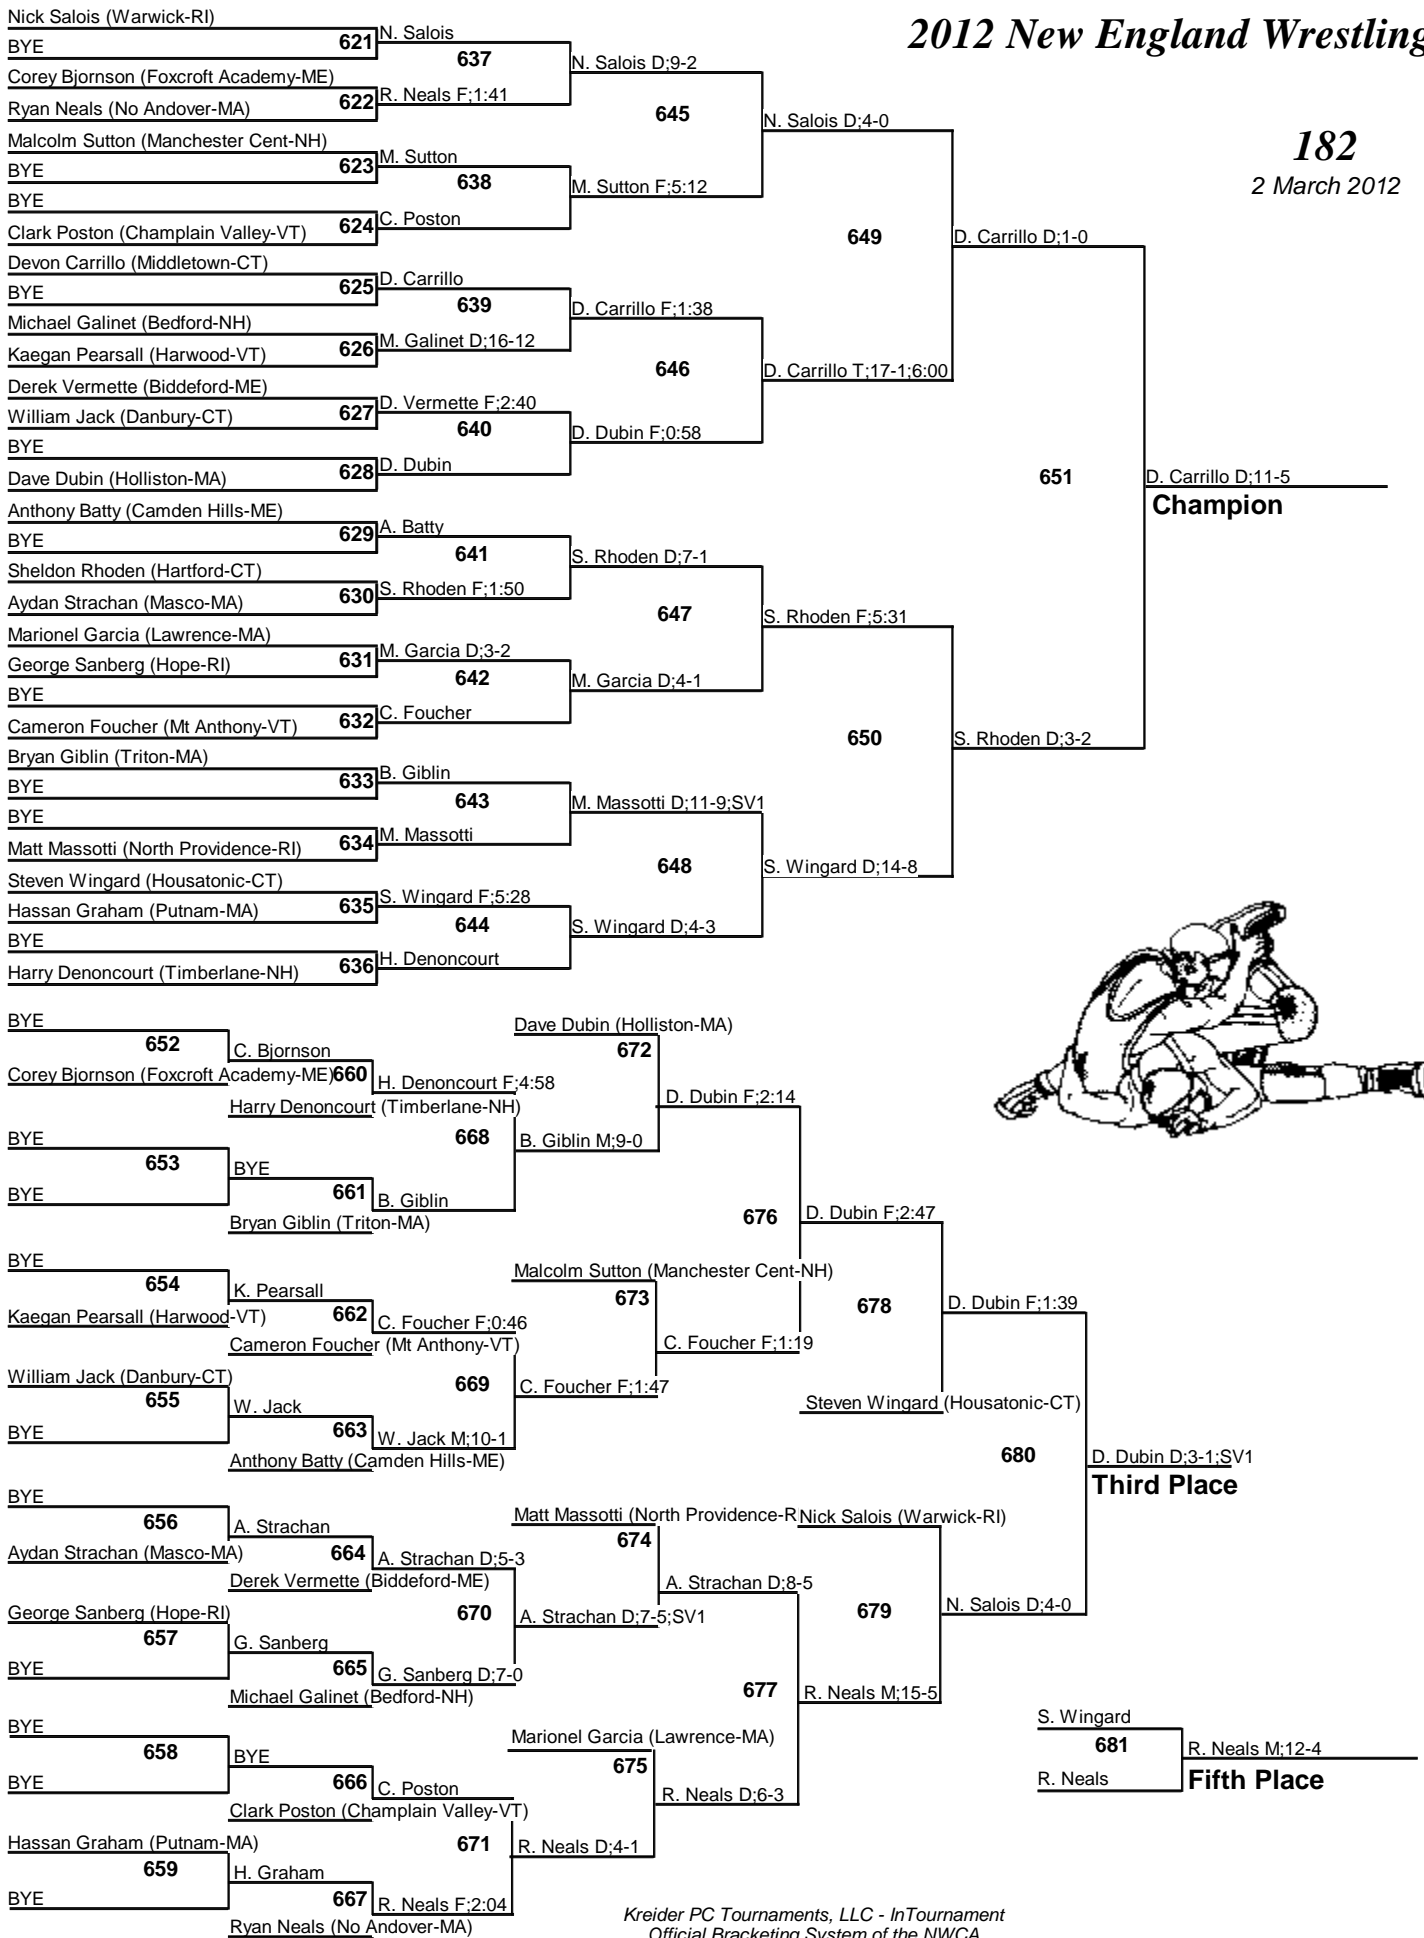 2012 New England Wrestling
182
2 March 2012
Nick Salois (Warwick-RI)
BYE
621
N. Salois
637
Corey Bjornson (Foxcroft Academy-ME)
Ryan Neals (No Andover-MA)
622
R. Neals F;1:41
N. Salois D;9-2
645
Malcolm Sutton (Manchester Cent-NH)
BYE
623
M. Sutton
638
BYE
Clark Poston (Champlain Valley-VT)
624
C. Poston
M. Sutton F;5:12
N. Salois D;4-0
649
Devon Carrillo (Middletown-CT)
BYE
625
D. Carrillo
639
Michael Galinet (Bedford-NH)
Kaegan Pearsall (Harwood-VT)
626
M. Galinet D;16-12
D. Carrillo F;1:38
646
Derek Vermette (Biddeford-ME)
William Jack (Danbury-CT)
627
D. Vermette F;2:40
640
BYE
Dave Dubin (Holliston-MA)
628
D. Dubin
D. Dubin F;0:58
D. Carrillo T;17-1;6:00
D. Carrillo D;1-0
651
D. Carrillo D;11-5
Champion
Anthony Batty (Camden Hills-ME)
BYE
629
A. Batty
641
Sheldon Rhoden (Hartford-CT)
Aydan Strachan (Masco-MA)
630
S. Rhoden F;1:50
S. Rhoden D;7-1
647
Marionel Garcia (Lawrence-MA)
George Sanberg (Hope-RI)
631
M. Garcia D;3-2
642
BYE
Cameron Foucher (Mt Anthony-VT)
632
C. Foucher
M. Garcia D;4-1
S. Rhoden F;5:31
650
S. Rhoden D;3-2
Bryan Giblin (Triton-MA)
BYE
633
B. Giblin
643
BYE
Matt Massotti (North Providence-RI)
634
M. Massotti
M. Massotti D;11-9;SV1
648
S. Wingard D;14-8
Steven Wingard (Housatonic-CT)
Hassan Graham (Putnam-MA)
635
S. Wingard F;5:28
644
BYE
Harry Denoncourt (Timberlane-NH)
636
H. Denoncourt
S. Wingard D;4-3
BYE
652
Corey Bjornson (Foxcroft Academy-ME)
C. Bjornson
660
Harry Denoncourt (Timberlane-NH)
H. Denoncourt F;4:58
668
BYE
653
BYE
BYE
661
Bryan Giblin (Triton-MA)
B. Giblin
B. Giblin M;9-0
Dave Dubin (Holliston-MA)
672
D. Dubin F;2:14
676
BYE
654
Kaegan Pearsall (Harwood-VT)
K. Pearsall
662
Cameron Foucher (Mt Anthony-VT)
C. Foucher F;0:46
669
William Jack (Danbury-CT)
655
BYE
W. Jack
663
Anthony Batty (Camden Hills-ME)
W. Jack M;10-1
C. Foucher F;1:47
Malcolm Sutton (Manchester Cent-NH)
673
C. Foucher F;1:19
D. Dubin F;2:47
678
Steven Wingard (Housatonic-CT)
D. Dubin F;1:39
680
D. Dubin D;3-1;SV1
Third Place
BYE
656
Aydan Strachan (Masco-MA)
A. Strachan
664
Derek Vermette (Biddeford-ME)
A. Strachan D;5-3
670
George Sanberg (Hope-RI)
657
BYE
G. Sanberg
665
Michael Galinet (Bedford-NH)
G. Sanberg D;7-0
A. Strachan D;7-5;SV1
Matt Massotti (North Providence-R
674
A. Strachan D;8-5
677
Nick Salois (Warwick-RI)
679
N. Salois D;4-0
R. Neals M;15-5
BYE
658
BYE
BYE
666
Clark Poston (Champlain Valley-VT)
C. Poston
671
Hassan Graham (Putnam-MA)
659
BYE
H. Graham
667
Ryan Neals (No Andover-MA)
R. Neals F;2:04
R. Neals D;4-1
Marionel Garcia (Lawrence-MA)
675
R. Neals D;6-3
S. Wingard
681
R. Neals
R. Neals M;12-4
Fifth Place
Kreider PC Tournaments, LLC - InTournament
Official Bracketing System of the NWCA